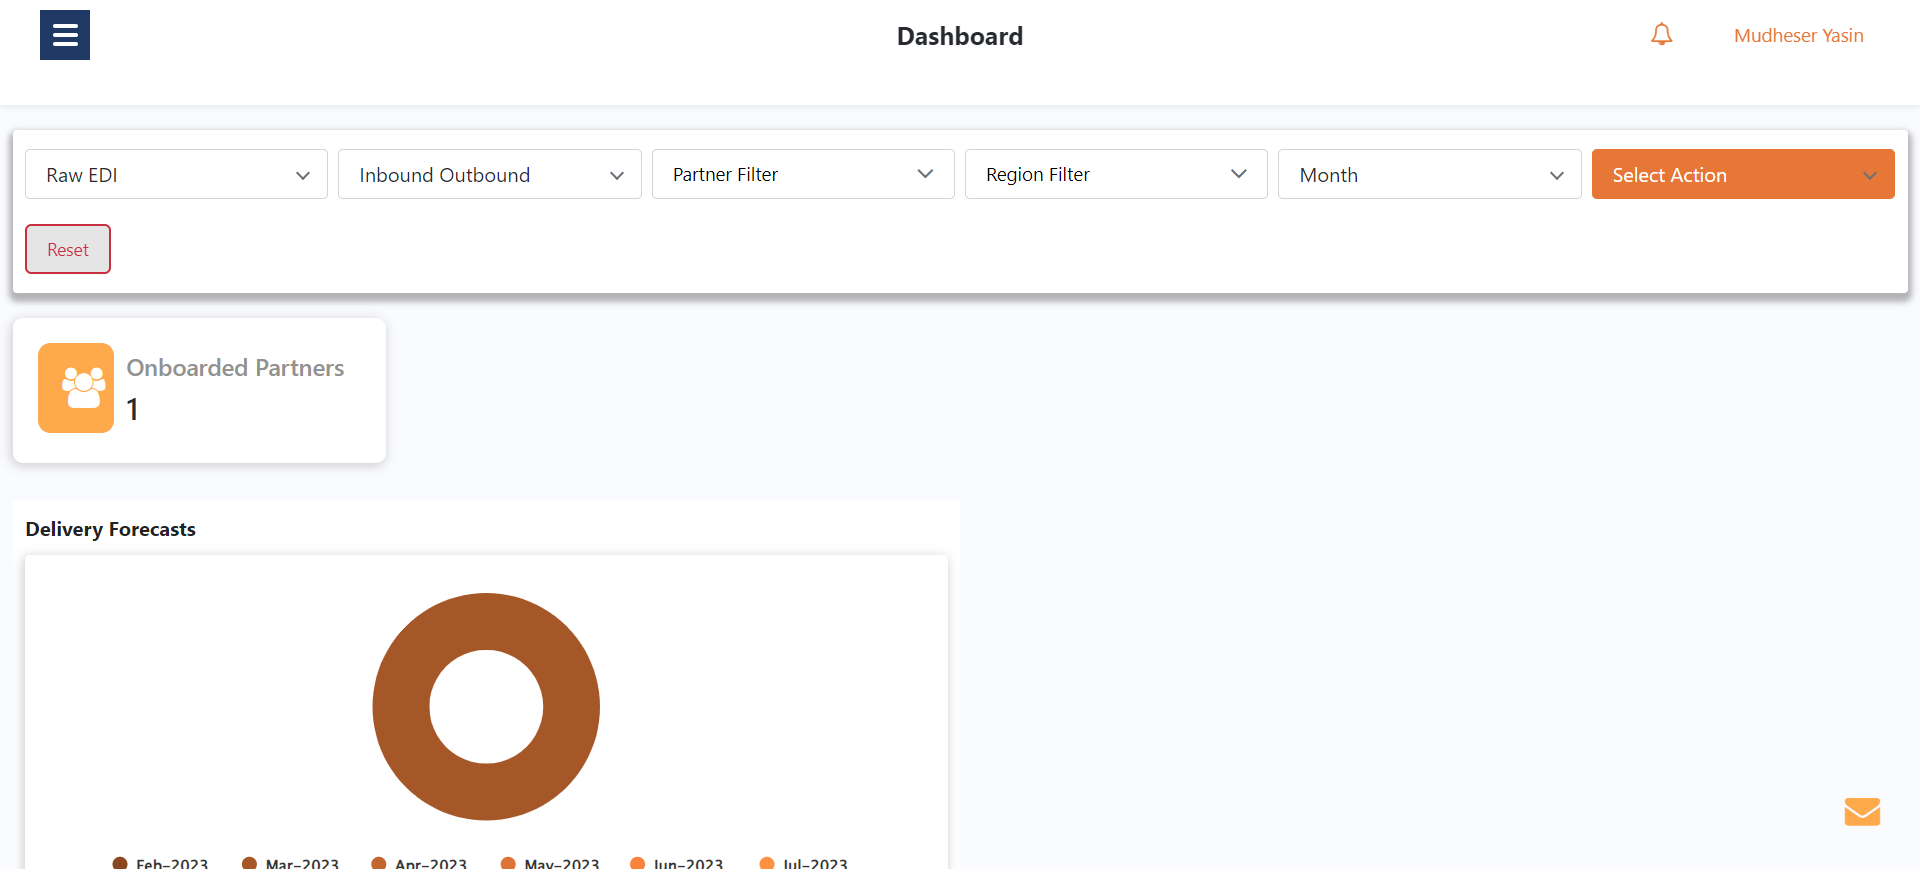 Dashboard
Mudheser Yasin
Raw EDI
Inbound Outbound
Partner Filter
Region Filter
Month
Select Action
Reset
Onboarded Partners
1
Delivery Forecasts
Feb-2023
Mar-2023
Apr-2023
May-2023
Jun-2023
Jul-2023